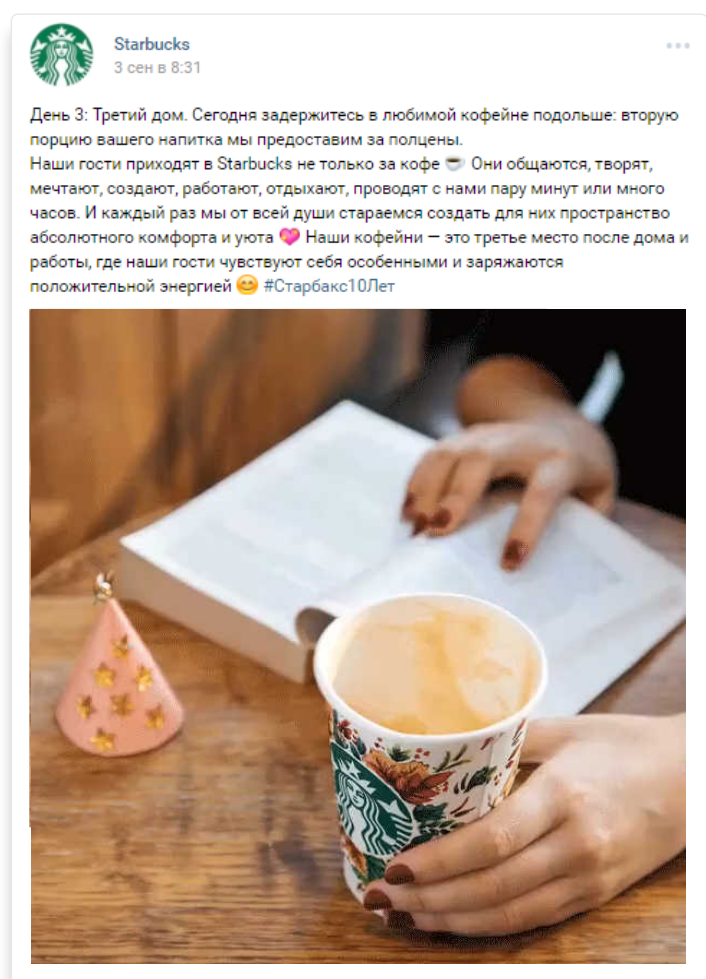 Starbucks
3 сен в 8:31
День 3: Третий дом. Сегодня задержитесь в любимой кофейне подольше: вторую
порцию вашего напитка мы предоставим за полцены.
Наши гости приходят в Starbucks не только за кофе ☕ Они общаются, творят,
мечтают, создают, работают, отдыхают, проводят с нами пару минут или много
часов. И каждый раз мы от всей души стараемся создать для них пространство
абсолютного комфорта и уюта 💖 Наши кофейни — это третье место после дома и
работы, где наши гости чувствуют себя особенными и заряжаются
положительной энергией 😊 #Старбакс10Лет